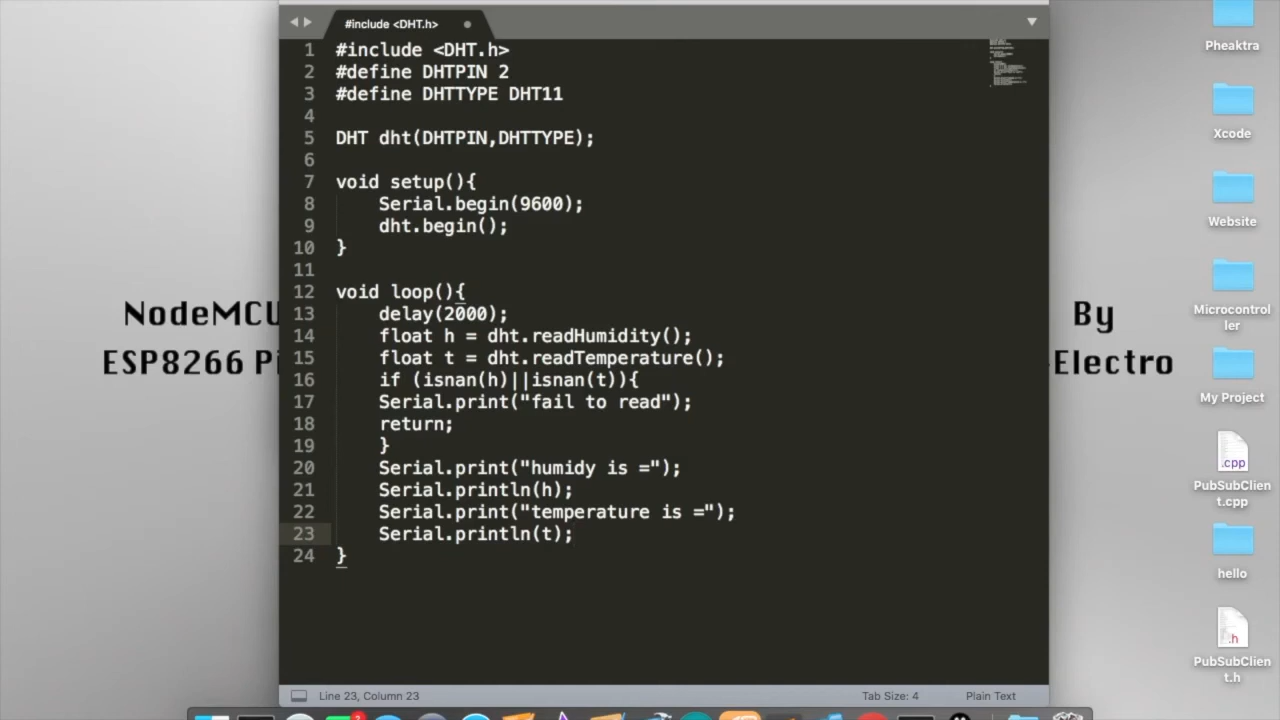 #include <DHT.h>
1 #include <DHT.h>
2 #define DHTPIN 2
3 #define DHTTYPE DHT11
4
5 DHT dht(DHTPIN,DHTTYPE);
6
7 void setup(){
8 Serial.begin(9600);
9 dht.begin();
10 }
11
12 void loop(){
13 delay(2000);
14 float h = dht.readHumidity();
15 float t = dht.readTemperature();
16 if (isnan(h)||isnan(t)){
17 Serial.print("fail to read");
18 return;
19 }
20 Serial.print("humidy is =");
21 Serial.println(h);
22 Serial.print("temperature is =");
23 Serial.println(t);
24 }
Line 23, Column 23
Tab Size: 4
Plain Text
NodeMCU
ESP8266
By
Electro
Pheaktra
Xcode
Website
Microcontrol
ler
My Project
.cpp
PubSubClien
t.cpp
hello
.h
PubSubClien
t.h